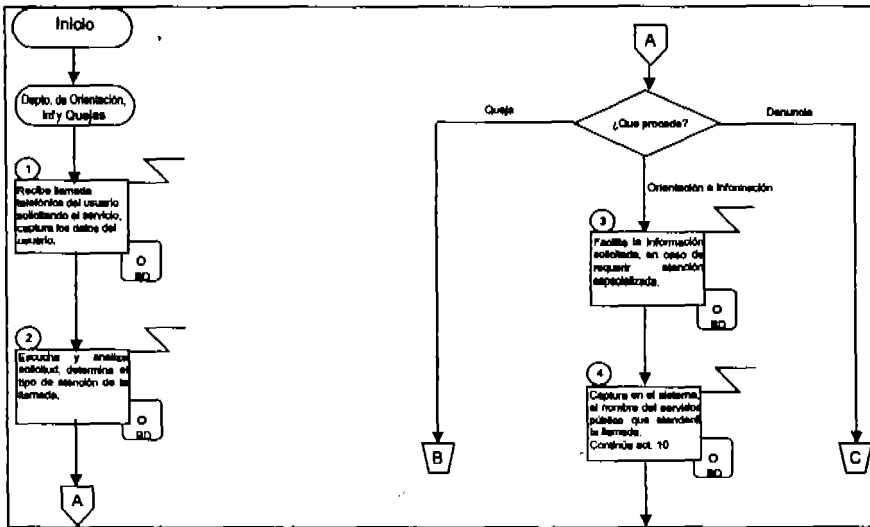 Inicio
Depto. de Orientación,
Inf y Quejas
1
Recibe llamada
telefónica del usuario
solicitando el servicio,
captura los datos del
usuario.
O
BD
2
Escucha y analiza
solicitud, determina el
tipo de atención de la
llamada.
O
BD
A
A
¿Que procede?
Queja
Denuncia
Orientación e Información
3
Facilita la información
solicitada, en caso de
requerir atención
especializada.
O
BD
4
Captura en el sistema,
el nombre del servidor
público que atenderá
la llamada.
Continúa act. 10
O
BD
B
C